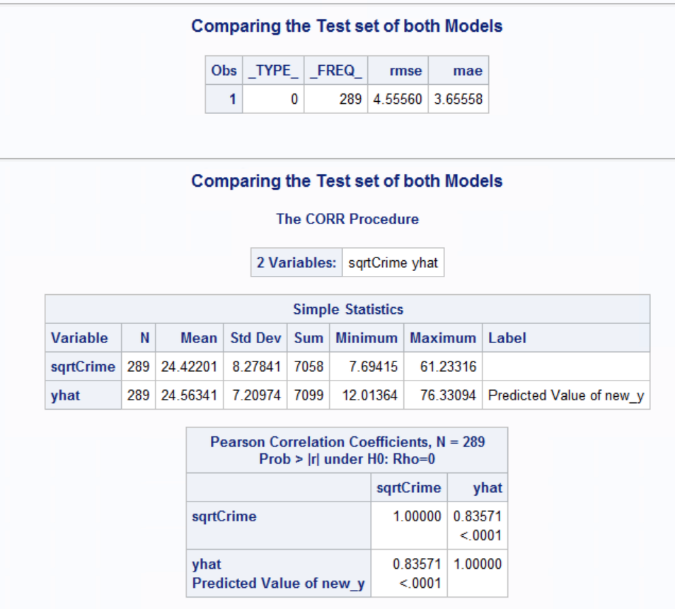 Comparing the Test set of both Models
Obs _TYPE_ _FREQ_ rmse mae
1 0 289 4.55560 3.65558
Comparing the Test set of both Models
The CORR Procedure
2 Variables: sqrtCrime yhat
Simple Statistics
Variable N Mean Std Dev Sum Minimum Maximum Label
sqrtCrime 289 24.42201 8.27841 7058 7.69415 61.23316
yhat 289 24.56341 7.20974 7099 12.01364 76.33094 Predicted Value of new_y
Pearson Correlation Coefficients, N = 289
Prob > |r| under H0: Rho=0
sqrtCrime yhat
sqrtCrime 1.00000 0.83571
<.0001
yhat 0.83571 1.00000
Predicted Value of new_y <.0001